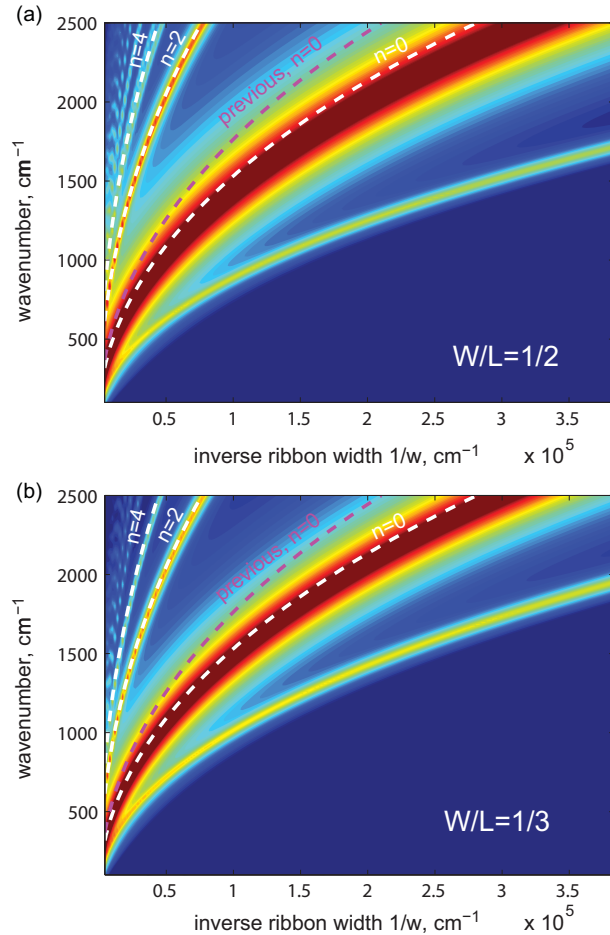 (a)
2500
2000
1500
1000
500
wavenumber, cm⁻¹
n=4
n=2
previous, n=0
n=0
W/L=1/2
0.5 1 1.5 2 2.5 3 3.5
inverse ribbon width 1/w, cm⁻¹ x 10⁵
(b)
2500
2000
1500
1000
500
wavenumber, cm⁻¹
n=4
n=2
previous, n=0
n=0
W/L=1/3
0.5 1 1.5 2 2.5 3 3.5
inverse ribbon width 1/w, cm⁻¹ x 10⁵